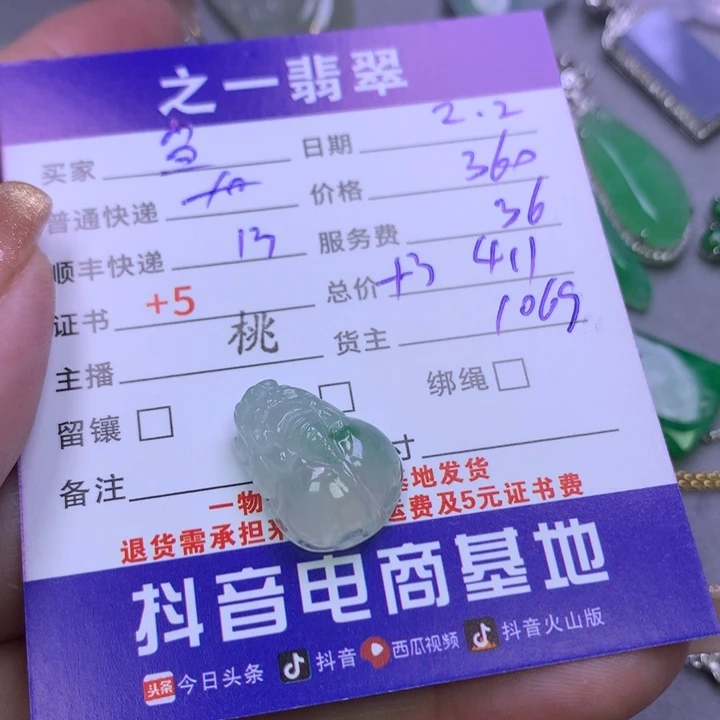 之一翡翠
买家 日期 2.2
普通快递 价格 360
顺丰快递 13 服务费 36
证书 +5 总价 +3 411
主播 桃 货主 1069
留镶 绑绳
备注 寸
一物 基地发货
退货需承担来 运费及5元证书费
抖音电商基地
头条 今日头条 抖音 西瓜视频 抖音火山版